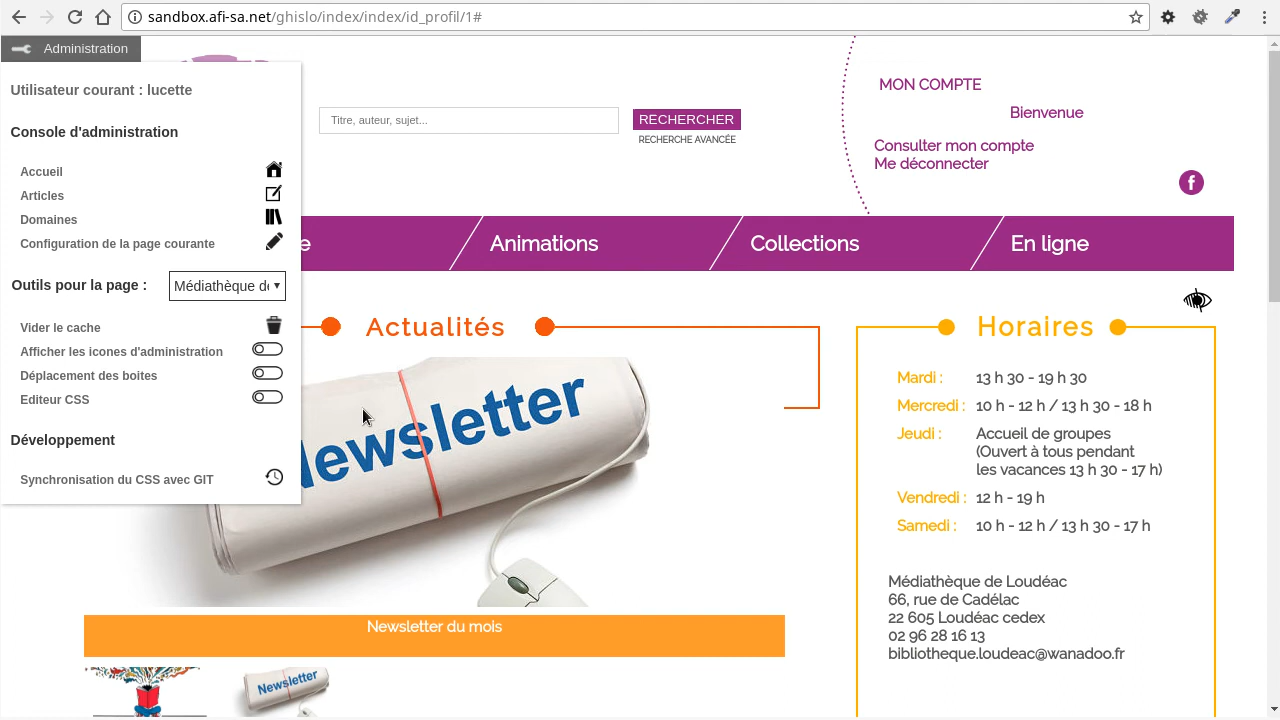 sandbox.afi-sa.net/ghislo/index/index/id_profil/1#
Administration
Utilisateur courant : lucette
Console d'administration
Accueil
Articles
Domaines
Configuration de la page courante
Outils pour la page :
Médiathèque de
Vider le cache
Afficher les icones d'administration
Déplacement des boites
Editeur CSS
Développement
Synchronisation du CSS avec GIT
Titre, auteur, sujet...
RECHERCHER
RECHERCHE AVANCÉE
MON COMPTE
Bienvenue
Consulter mon compte
Me déconnecter
f
Animations
Collections
En ligne
Actualités
Newsletter
Newsletter du mois
Newsletter
Horaires
Mardi : 13 h 30 - 19 h 30
Mercredi : 10 h - 12 h / 13 h 30 - 18 h
Jeudi : Accueil de groupes
(Ouvert à tous pendant
les vacances 13 h 30 - 17 h)
Vendredi : 12 h - 19 h
Samedi : 10 h - 12 h / 13 h 30 - 17 h
Médiathèque de Loudéac
66, rue de Cadélac
22 605 Loudéac cedex
02 96 28 16 13
bibliotheque.loudeac@wanadoo.fr